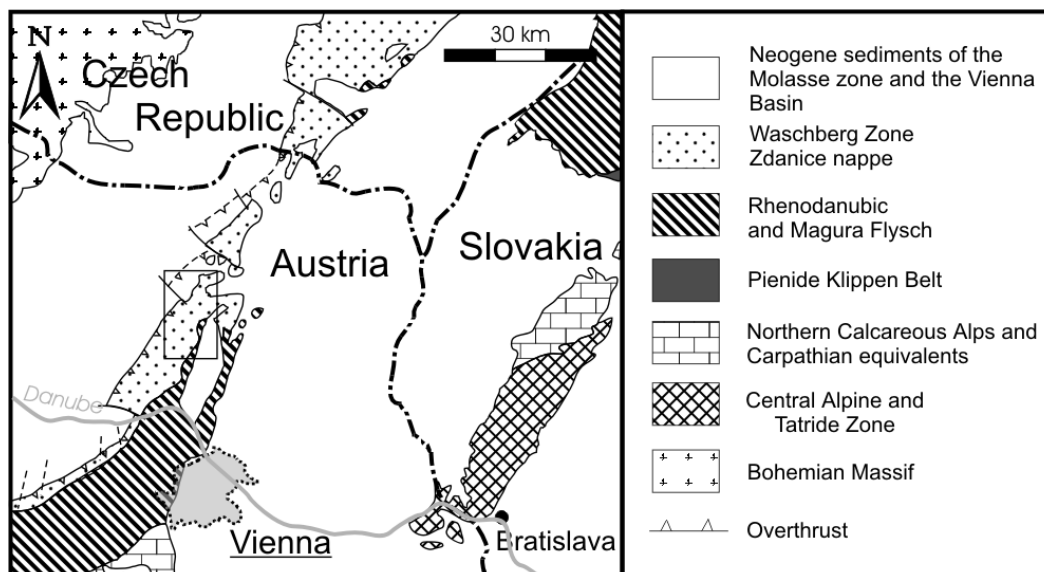 N
30 km
Czech
Republic
Austria
Slovakia
Danube
Vienna
Bratislava
Neogene sediments of the
Molasse zone and the Vienna
Basin
Waschberg Zone
Zdanice nappe
Rhenodanubic
and Magura Flysch
Pienide Klippen Belt
Northern Calcareous Alps and
Carpathian equivalents
Central Alpine and
Tatride Zone
Bohemian Massif
Overthrust